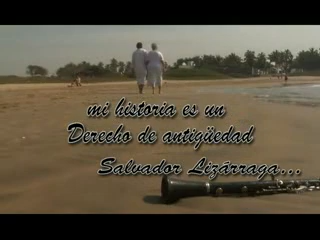 mi historia es un
Derecho de antigüedad
Salvador Lizárraga...